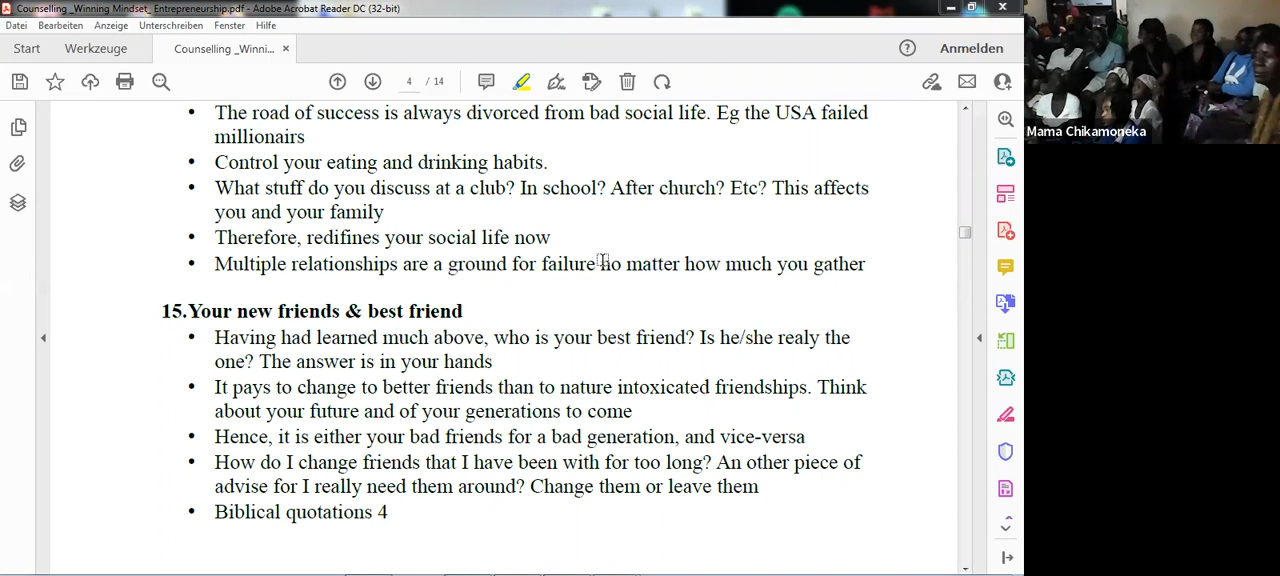 Counselling _Winning Mindset_ Entrepreneurship.pdf - Adobe Acrobat Reader DC (32-bit)
Datei Bearbeiten Anzeige Unterschreiben Fenster Hilfe
Start Werkzeuge Counselling _Winni... × Anmelden
4 / 14
• The road of success is always divorced from bad social life. Eg the USA failed
millionairs
• Control your eating and drinking habits.
• What stuff do you discuss at a club? In school? After church? Etc? This affects
you and your family
• Therefore, redifines your social life now
• Multiple relationships are a ground for failure no matter how much you gather
15.Your new friends & best friend
• Having had learned much above, who is your best friend? Is he/she realy the
one? The answer is in your hands
• It pays to change to better friends than to nature intoxicated friendships. Think
about your future and of your generations to come
• Hence, it is either your bad friends for a bad generation, and vice-versa
• How do I change friends that I have been with for too long? An other piece of
advise for I really need them around? Change them or leave them
• Biblical quotations 4
Mama Chikamoneka